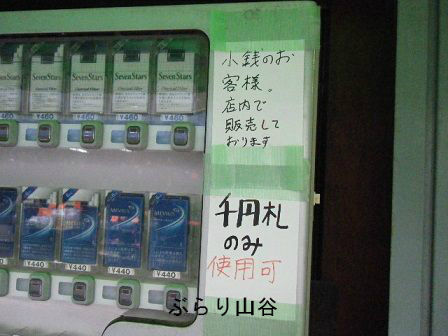 小銭のお
客様。
店内で
販売して
おります
千円札
のみ
使用可
SevenStars
SevenStars
SevenStars
SevenStars
¥460
¥460
¥460
¥460
MEVIUS
¥440
¥440
¥440
¥440
ぶらり山谷